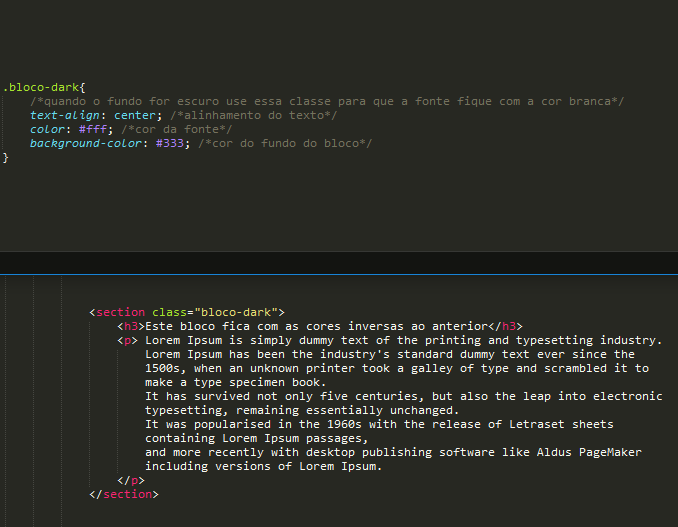 .bloco-dark{
/*quando o fundo for escuro use essa classe para que a fonte fique com a cor branca*/
text-align: center; /*alinhamento do texto*/
color: #fff; /*cor da fonte*/
background-color: #333; /*cor do fundo do bloco*/
}
<section class="bloco-dark">
<h3>Este bloco fica com as cores inversas ao anterior</h3>
<p> Lorem Ipsum is simply dummy text of the printing and typesetting industry.
Lorem Ipsum has been the industry's standard dummy text ever since the
1500s, when an unknown printer took a galley of type and scrambled it to
make a type specimen book.
It has survived not only five centuries, but also the leap into electronic
typesetting, remaining essentially unchanged.
It was popularised in the 1960s with the release of Letraset sheets
containing Lorem Ipsum passages,
and more recently with desktop publishing software like Aldus PageMaker
including versions of Lorem Ipsum.
</p>
</section>